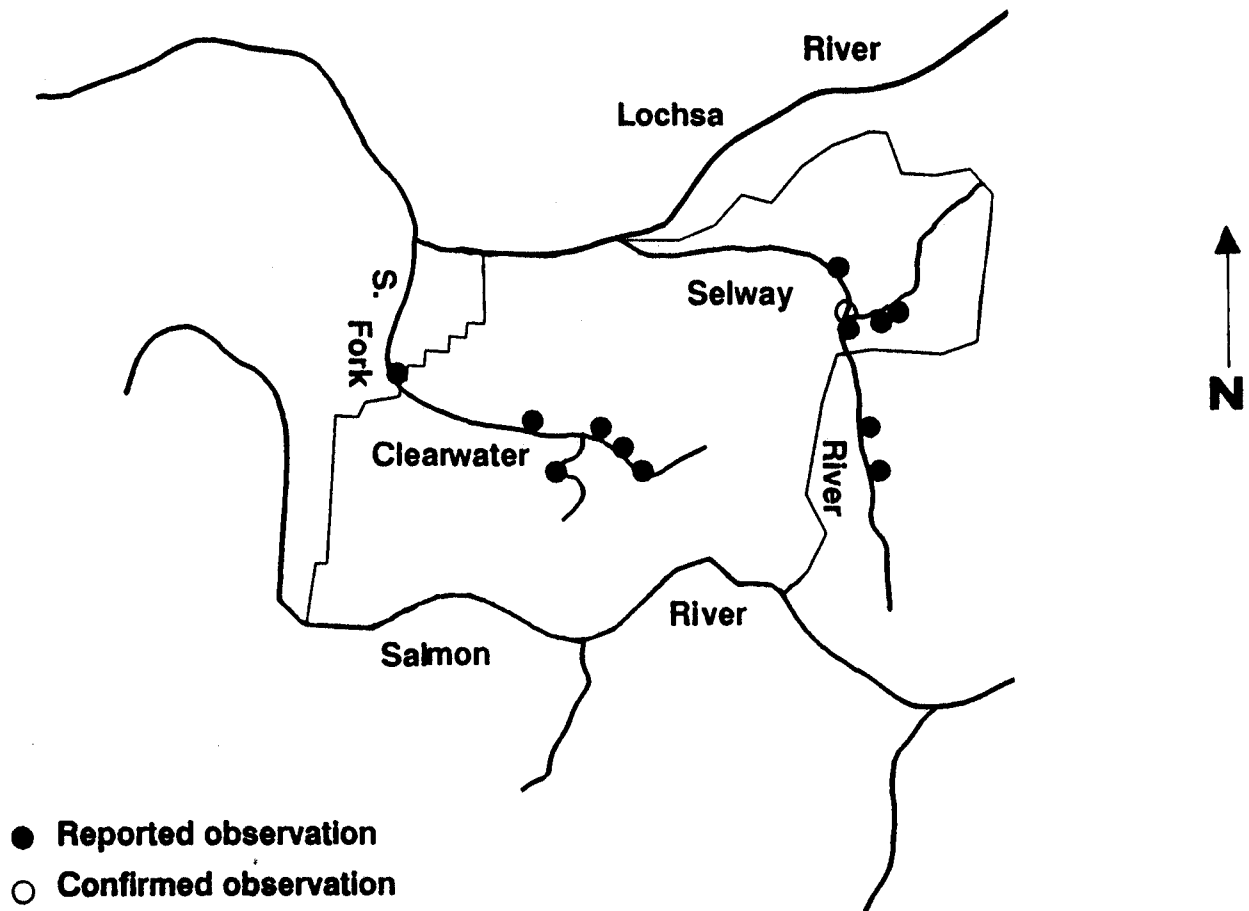 River
Lochsa
S.
Fork
Selway
Clearwater
River
River
Salmon
N
Reported observation
Confirmed observation